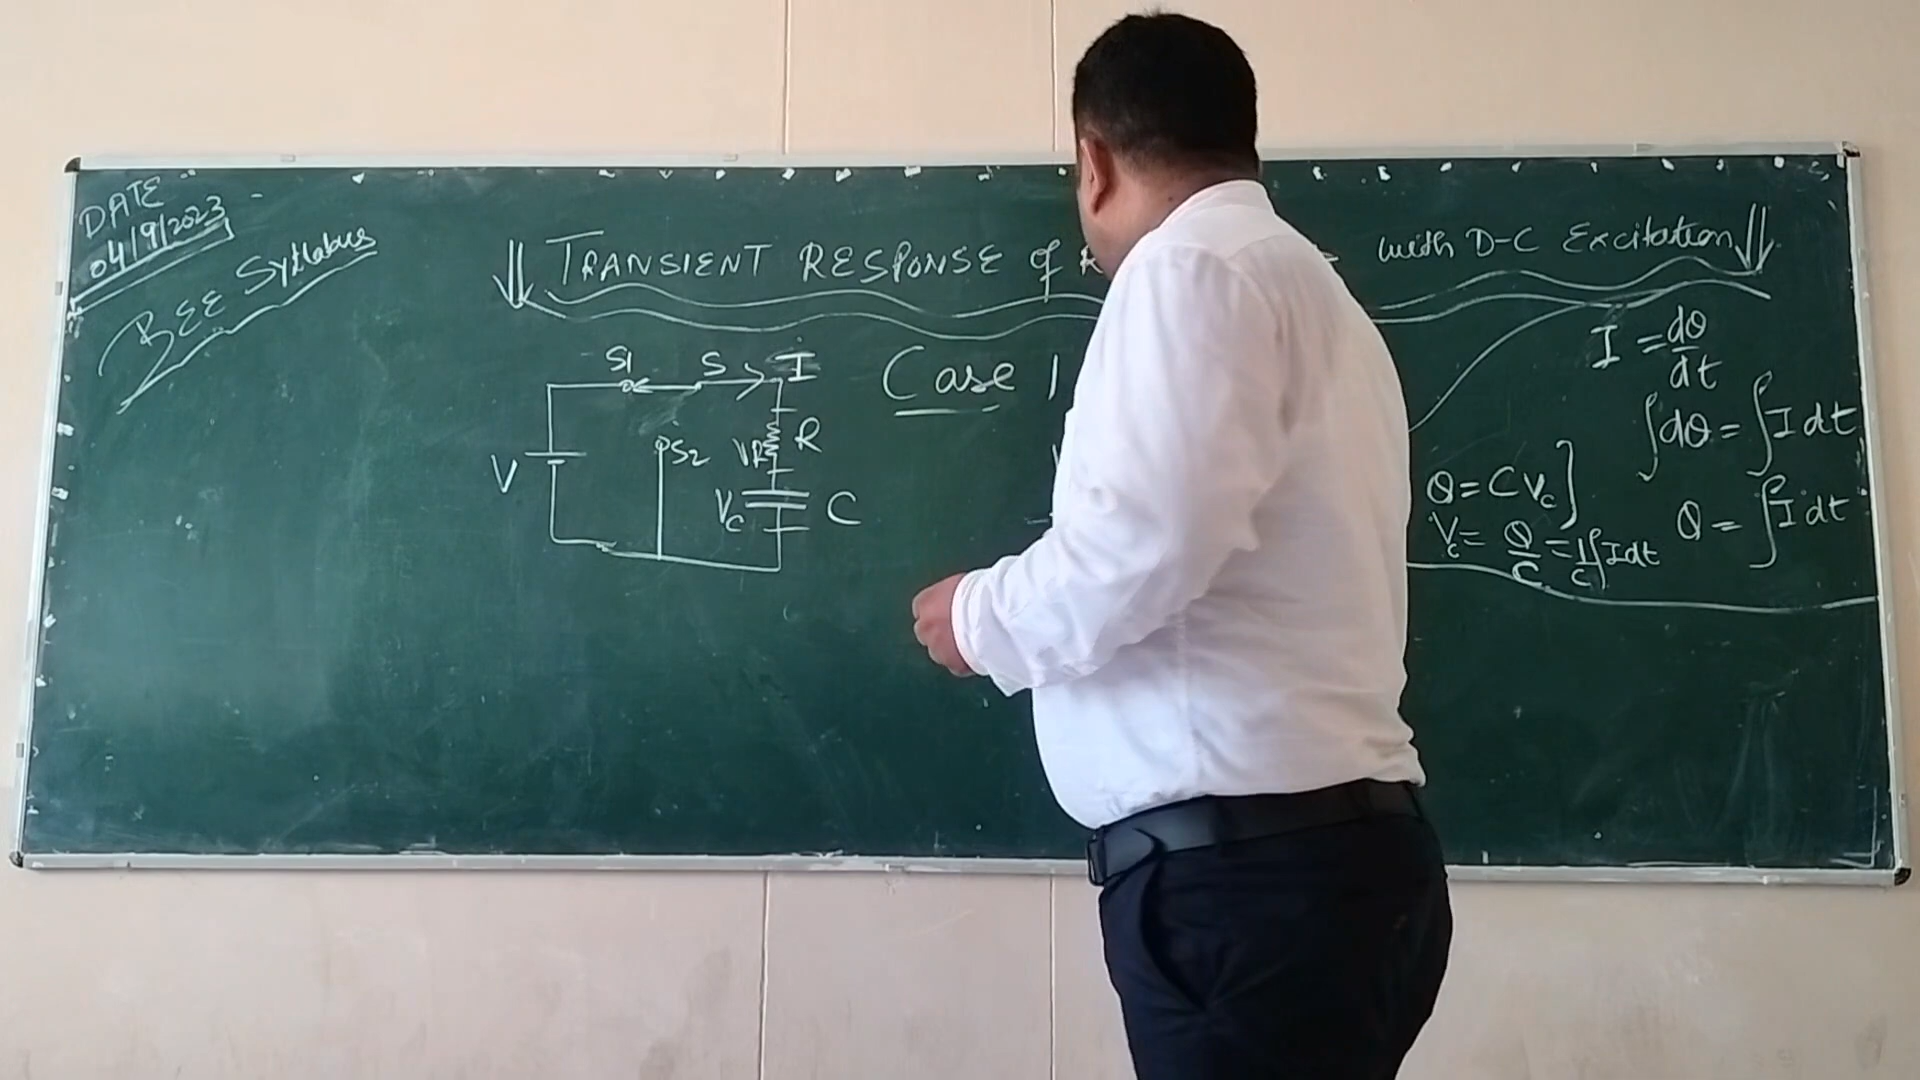 DATE
04/9/2023
BEE Syllabus
TRANSIENT RESPONSE of R with D-C Excitation
Case 1
S1 S I
S2 VR R
V
Vc C
I = dQ/dt
∫dQ = ∫I dt
Q = CVc]
Q = ∫I dt
Vc = Q/C = 1/C ∫I dt